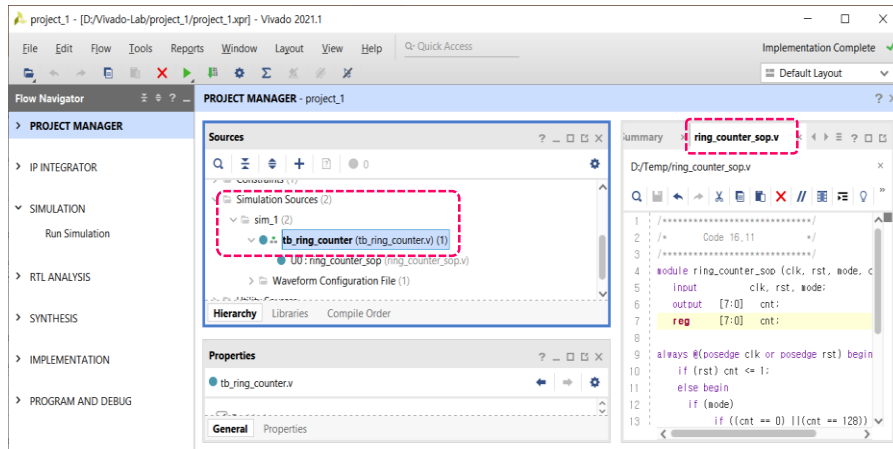 project_1 - [D:/Vivado-Lab/project_1/project_1.xpr] - Vivado 2021.1
File Edit Flow Tools Reports Window Layout View Help Q- Quick Access Implementation Complete
Default Layout
Flow Navigator PROJECT MANAGER - project_1
PROJECT MANAGER
IP INTEGRATOR
SIMULATION
Run Simulation
RTL ANALYSIS
SYNTHESIS
IMPLEMENTATION
PROGRAM AND DEBUG
Sources
0
Constraints (1)
Simulation Sources (2)
sim_1 (2)
tb_ring_counter (tb_ring_counter.v) (1)
U0 : ring_counter_sop (ring_counter_sop.v)
Waveform Configuration File (1)
Utility Sources
Hierarchy Libraries Compile Order
Properties
tb_ring_counter.v
General Properties
Summary ring_counter_sop.v
D:/Temp/ring_counter_sop.v
1 /******************************/
2 /* Code 16.11 */
3 /******************************/
4 module ring_counter_sop (clk, rst, mode, c
5 input clk, rst, mode;
6 output [7:0] cnt;
7 reg [7:0] cnt;
8
9 always @(posedge clk or posedge rst) begin
10 if (rst) cnt <= 1;
11 else begin
12 if (mode)
13 if ((cnt == 0) ||(cnt == 128))